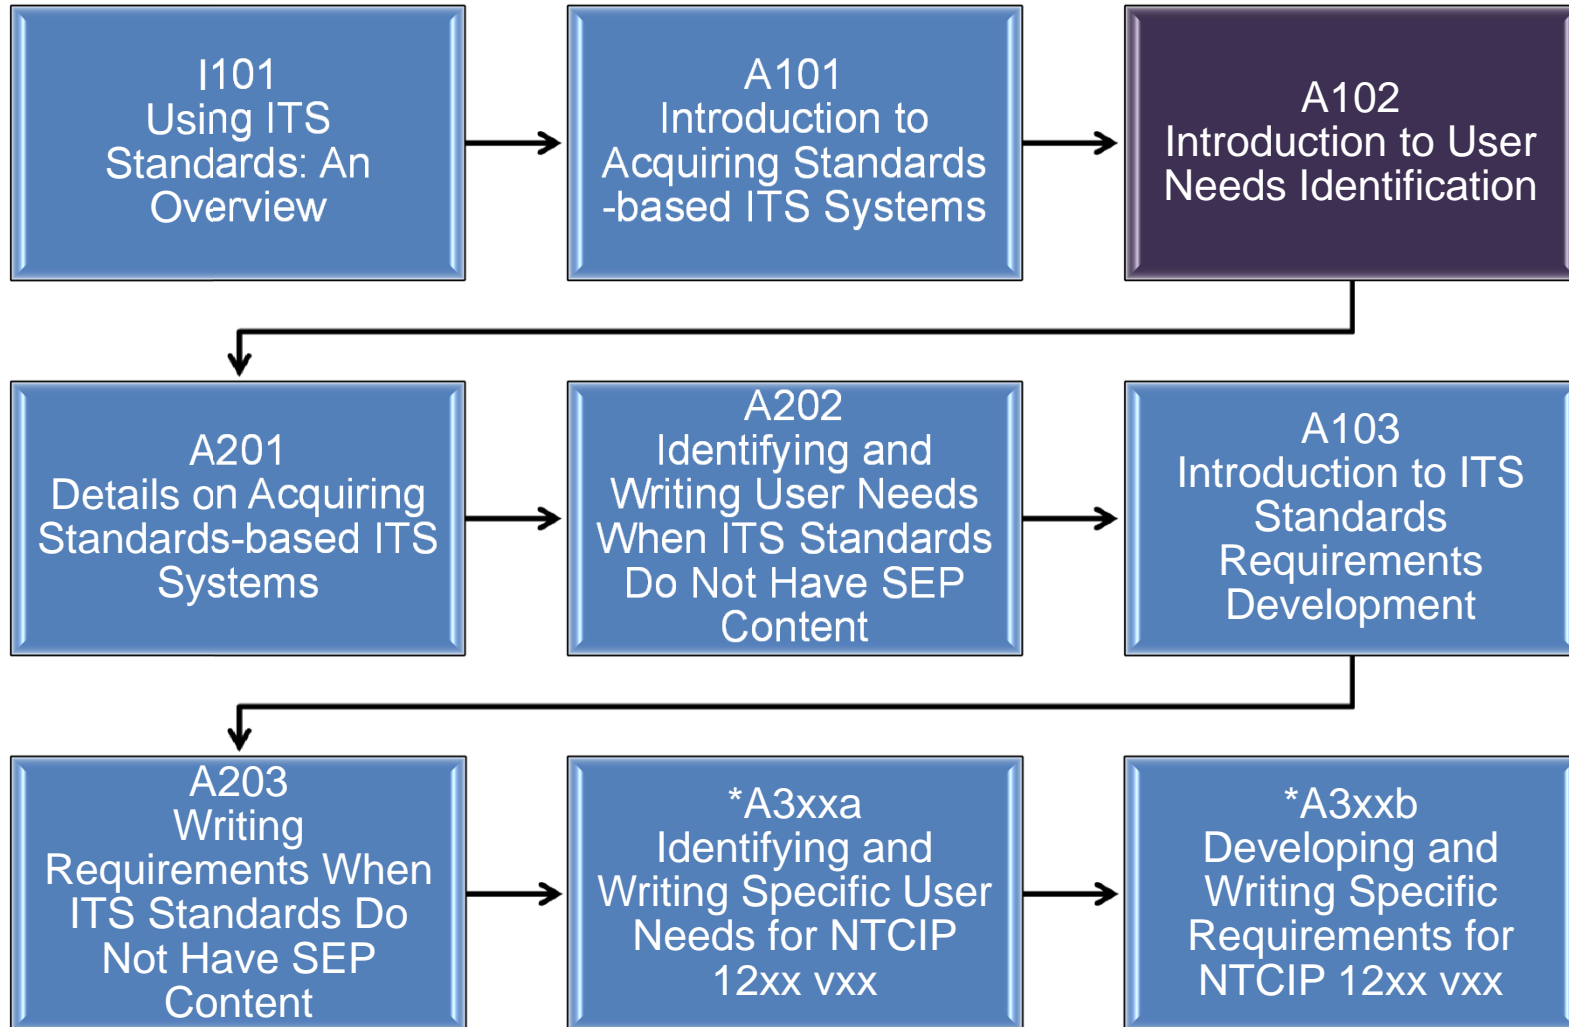 I101
Using ITS
Standards: An
Overview
A101
Introduction to
Acquiring Standards
-based ITS Systems
A102
Introduction to User
Needs Identification
A201
Details on Acquiring
Standards-based ITS
Systems
A202
Identifying and
Writing User Needs
When ITS Standards
Do Not Have SEP
Content
A103
Introduction to ITS
Standards
Requirements
Development
A203
Writing
Requirements When
ITS Standards Do
Not Have SEP
Content
*A3xxa
Identifying and
Writing Specific User
Needs for NTCIP
12xx vxx
*A3xxb
Developing and
Writing Specific
Requirements for
NTCIP 12xx vxx